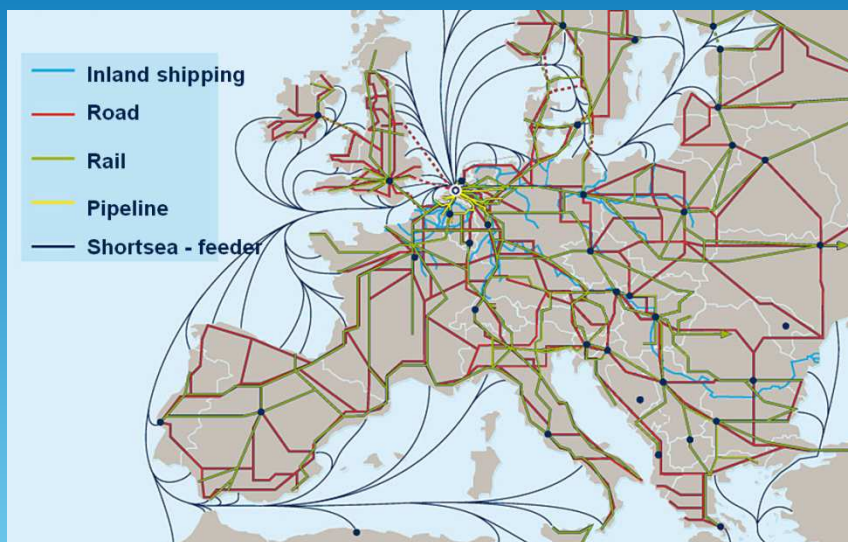 Inland shipping
Road
Rail
Pipeline
Shortsea - feeder